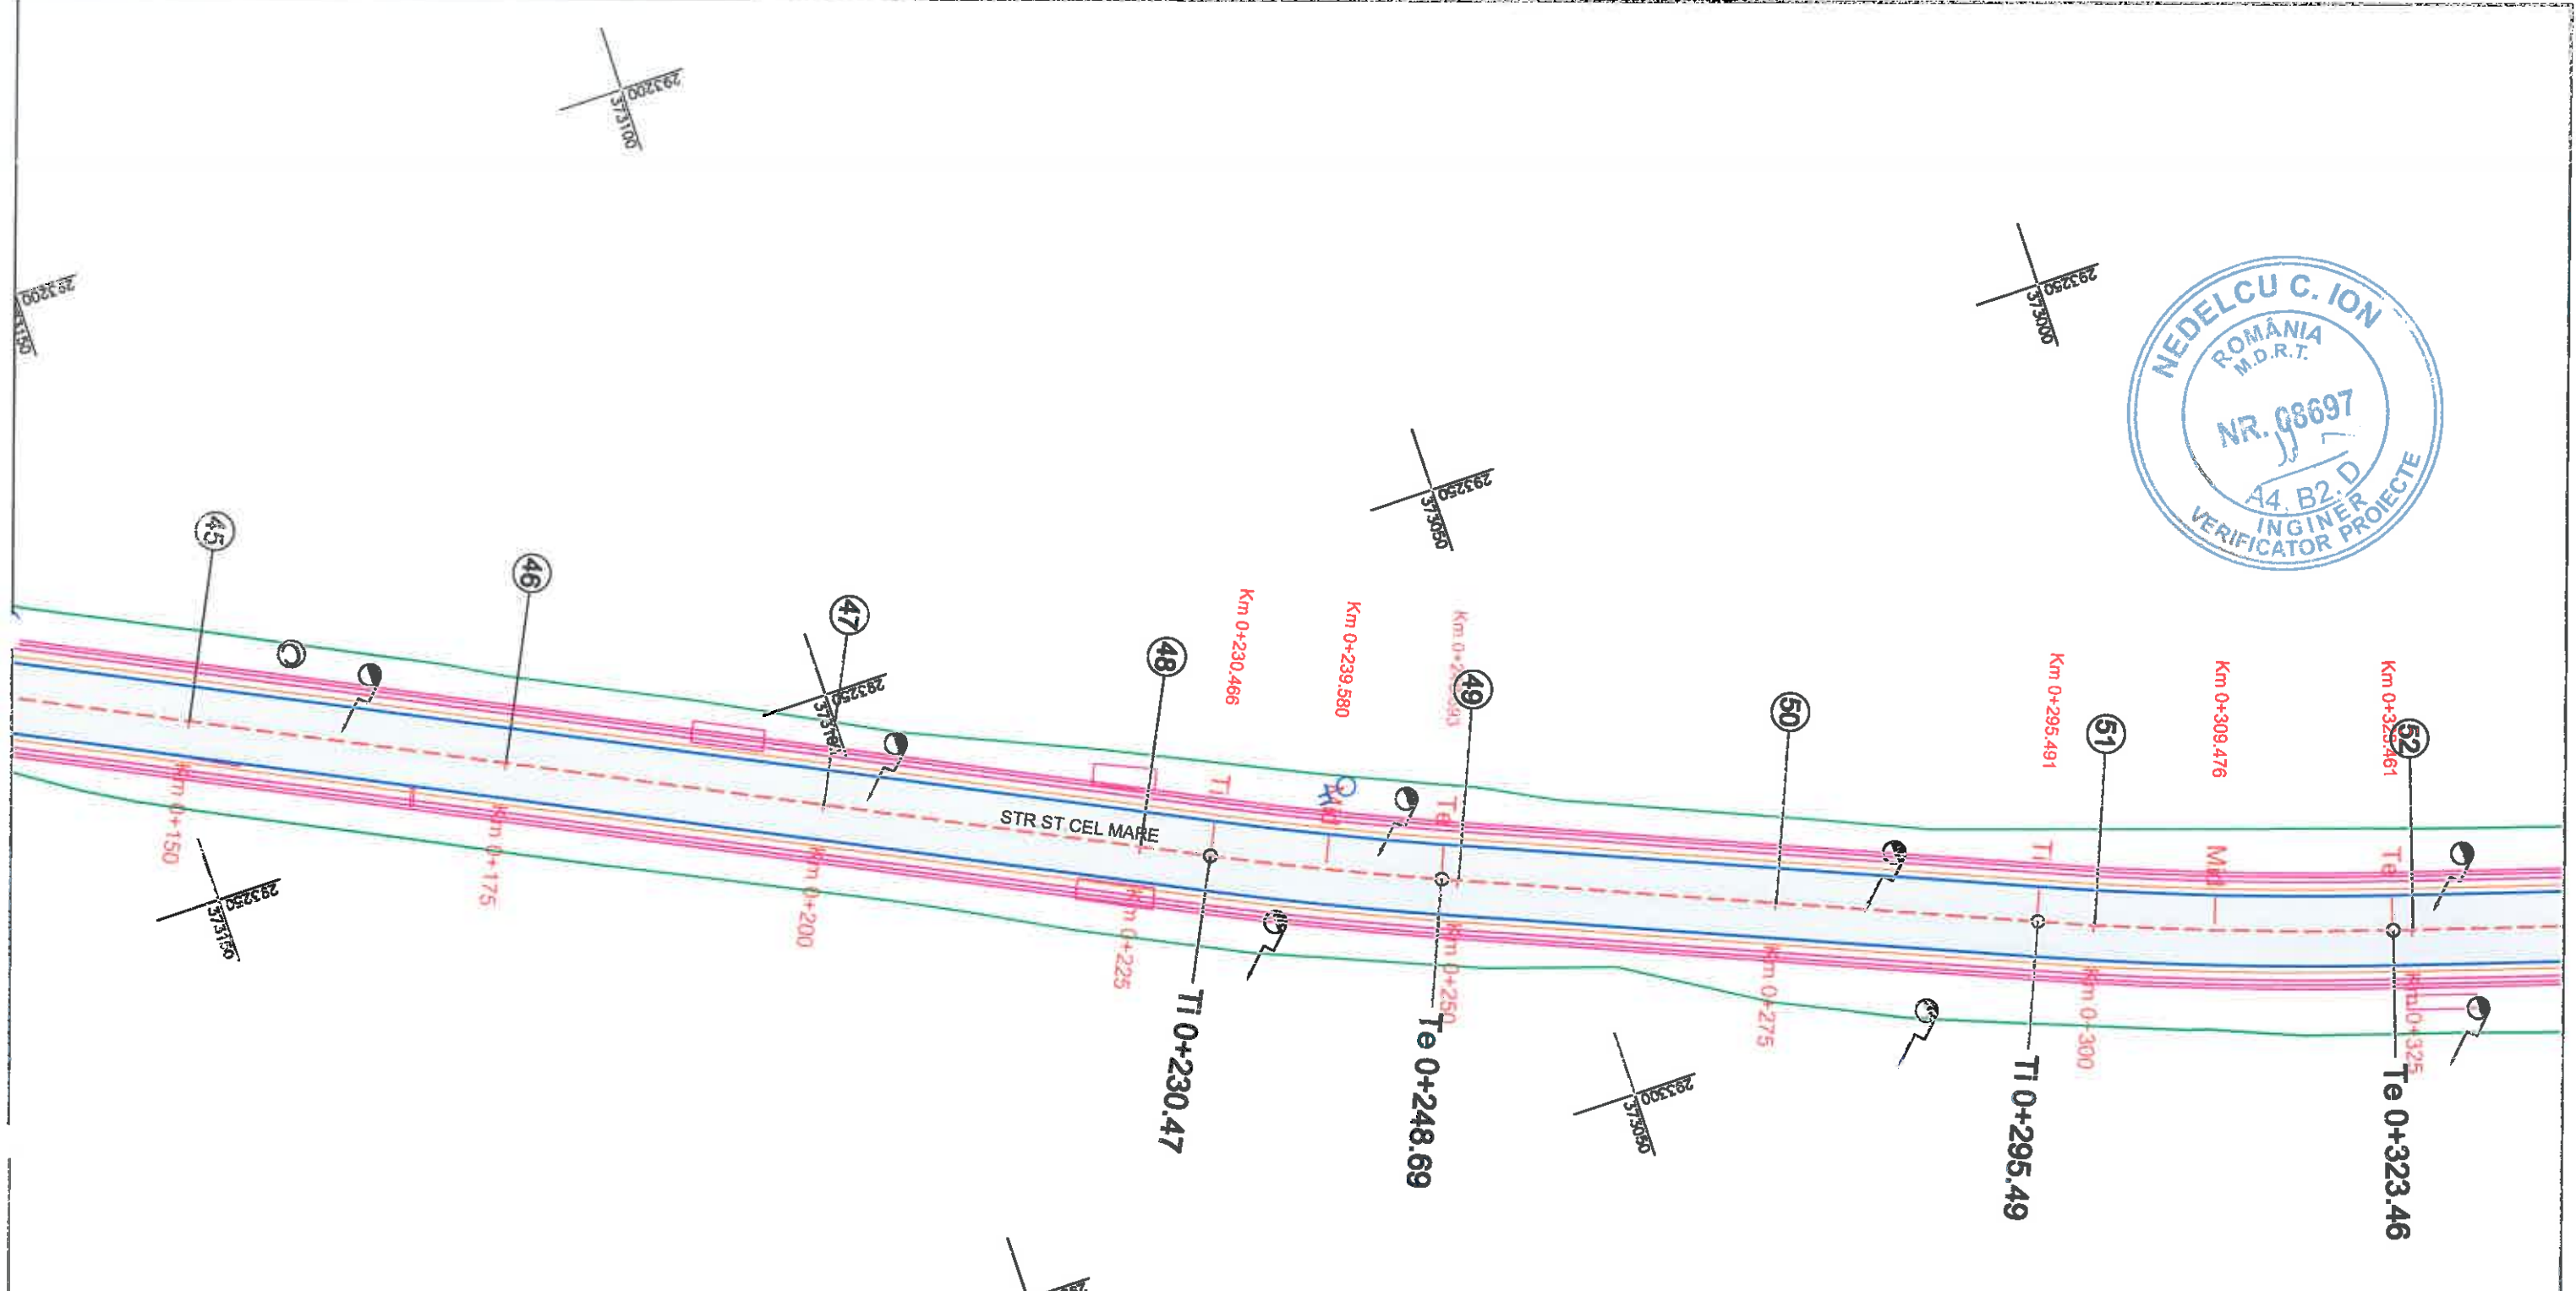 293200
373100
293200
293250
373000
NEDELCU C. ION
ROMÂNIA
M.D.R.T.
NR. 08697
A4, B2, D
INGINER
VERIFICATOR PROIECTE
293250
373050
45
46
47
48
49
50
51
52
Km 0+230.466
Km 0+239.580
Km 0+295.491
Km 0+309.476
293250
STR ST CEL MARE
Ti
Te
Ti
Md
Te
Km 0+150
Km 0+175
Km 0+200
Km 0+225
Km 0+250
Km 0+275
Km 0+300
Km 0+325
293250
373150
Ti 0+230.47
Te 0+248.69
Ti 0+295.49
Te 0+323.46
293300
373050